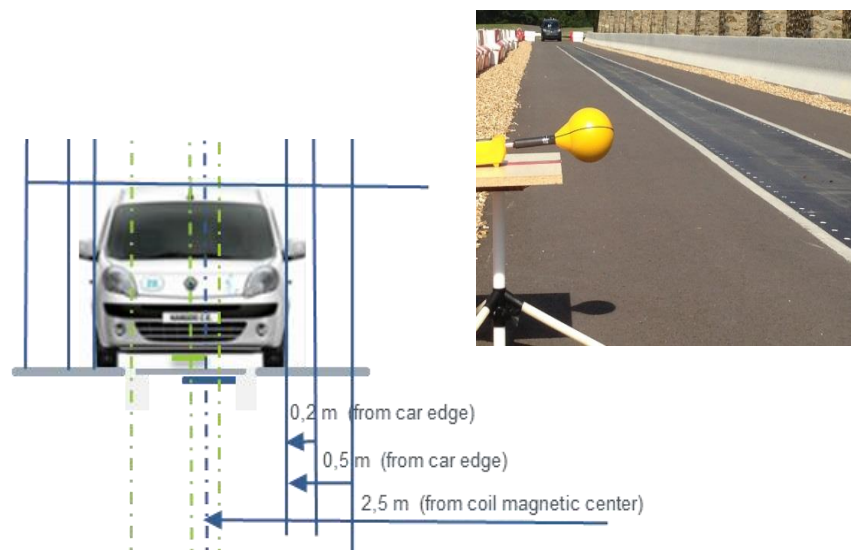 0,2 m (from car edge)
0,5 m (from car edge)
2,5 m (from coil magnetic center)